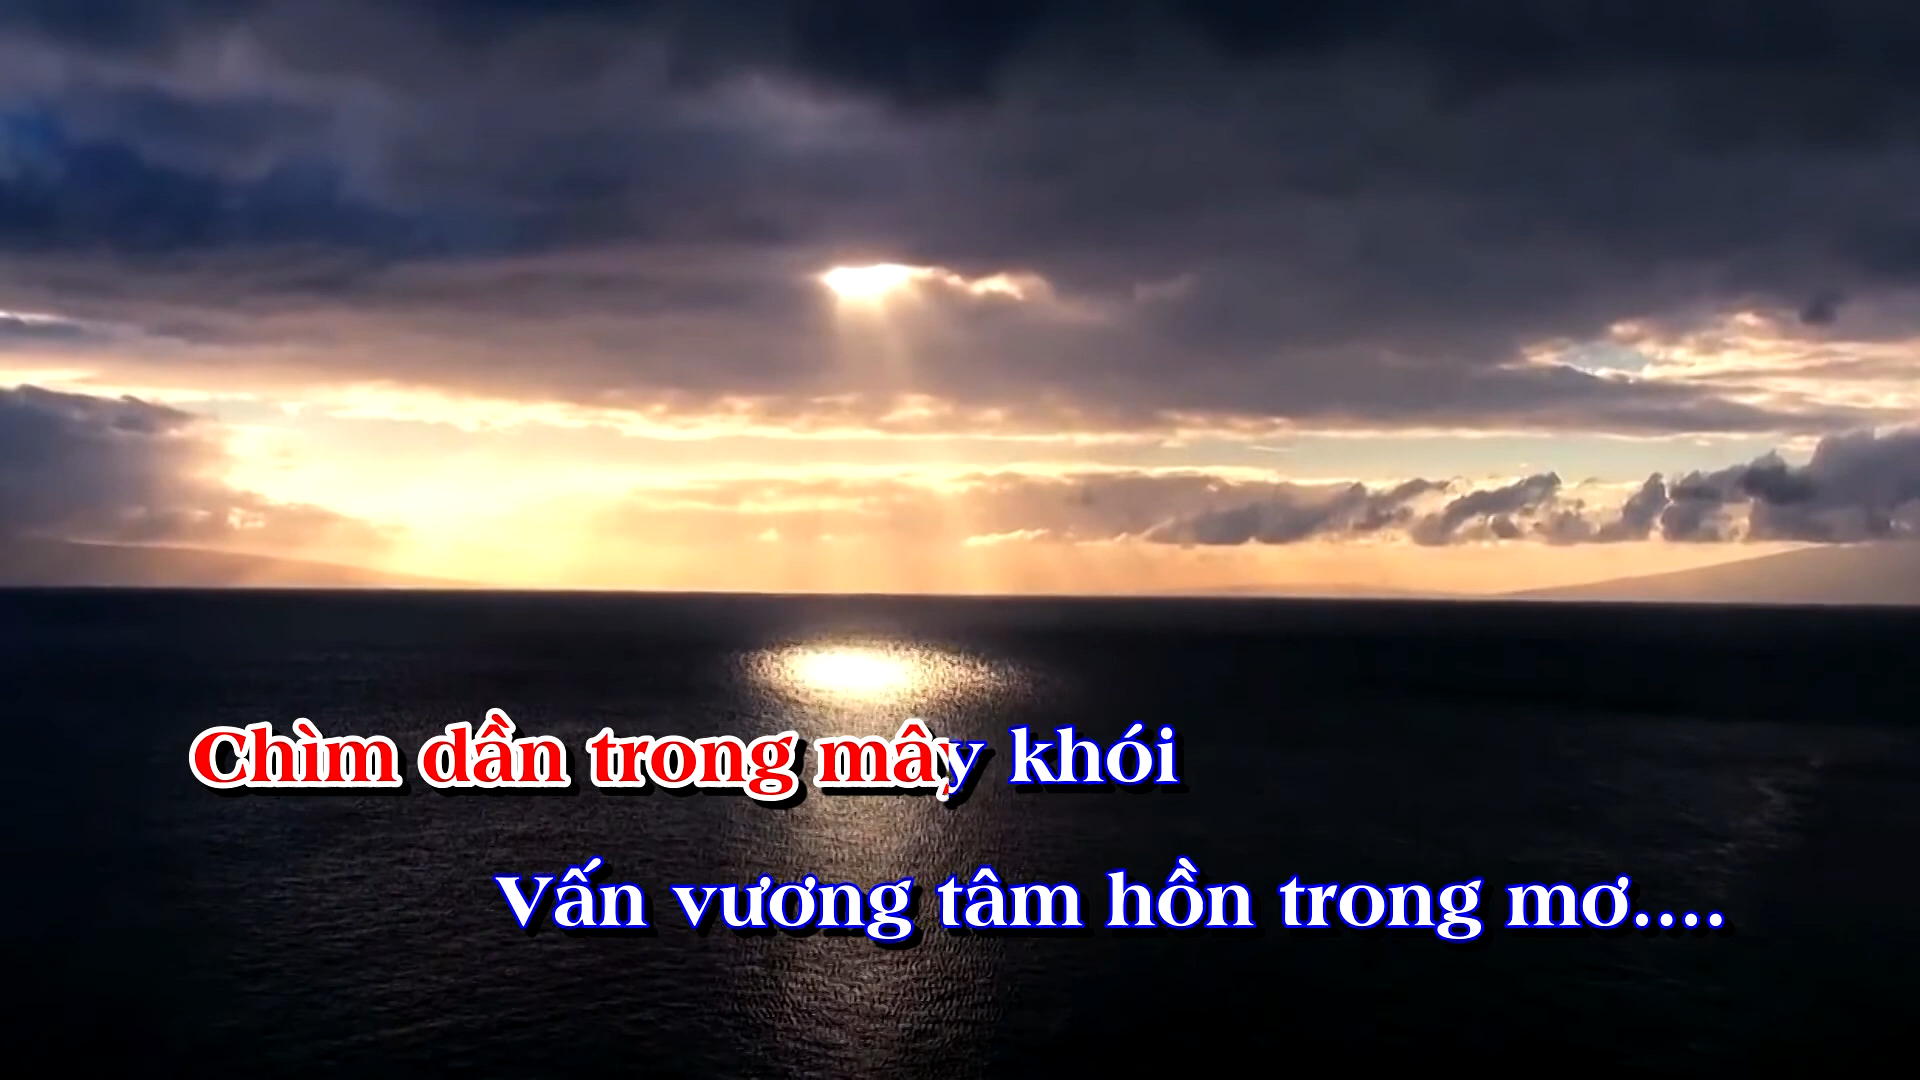 Chìm dần trong mây khói
Vấn vương tâm hồn trong mơ....